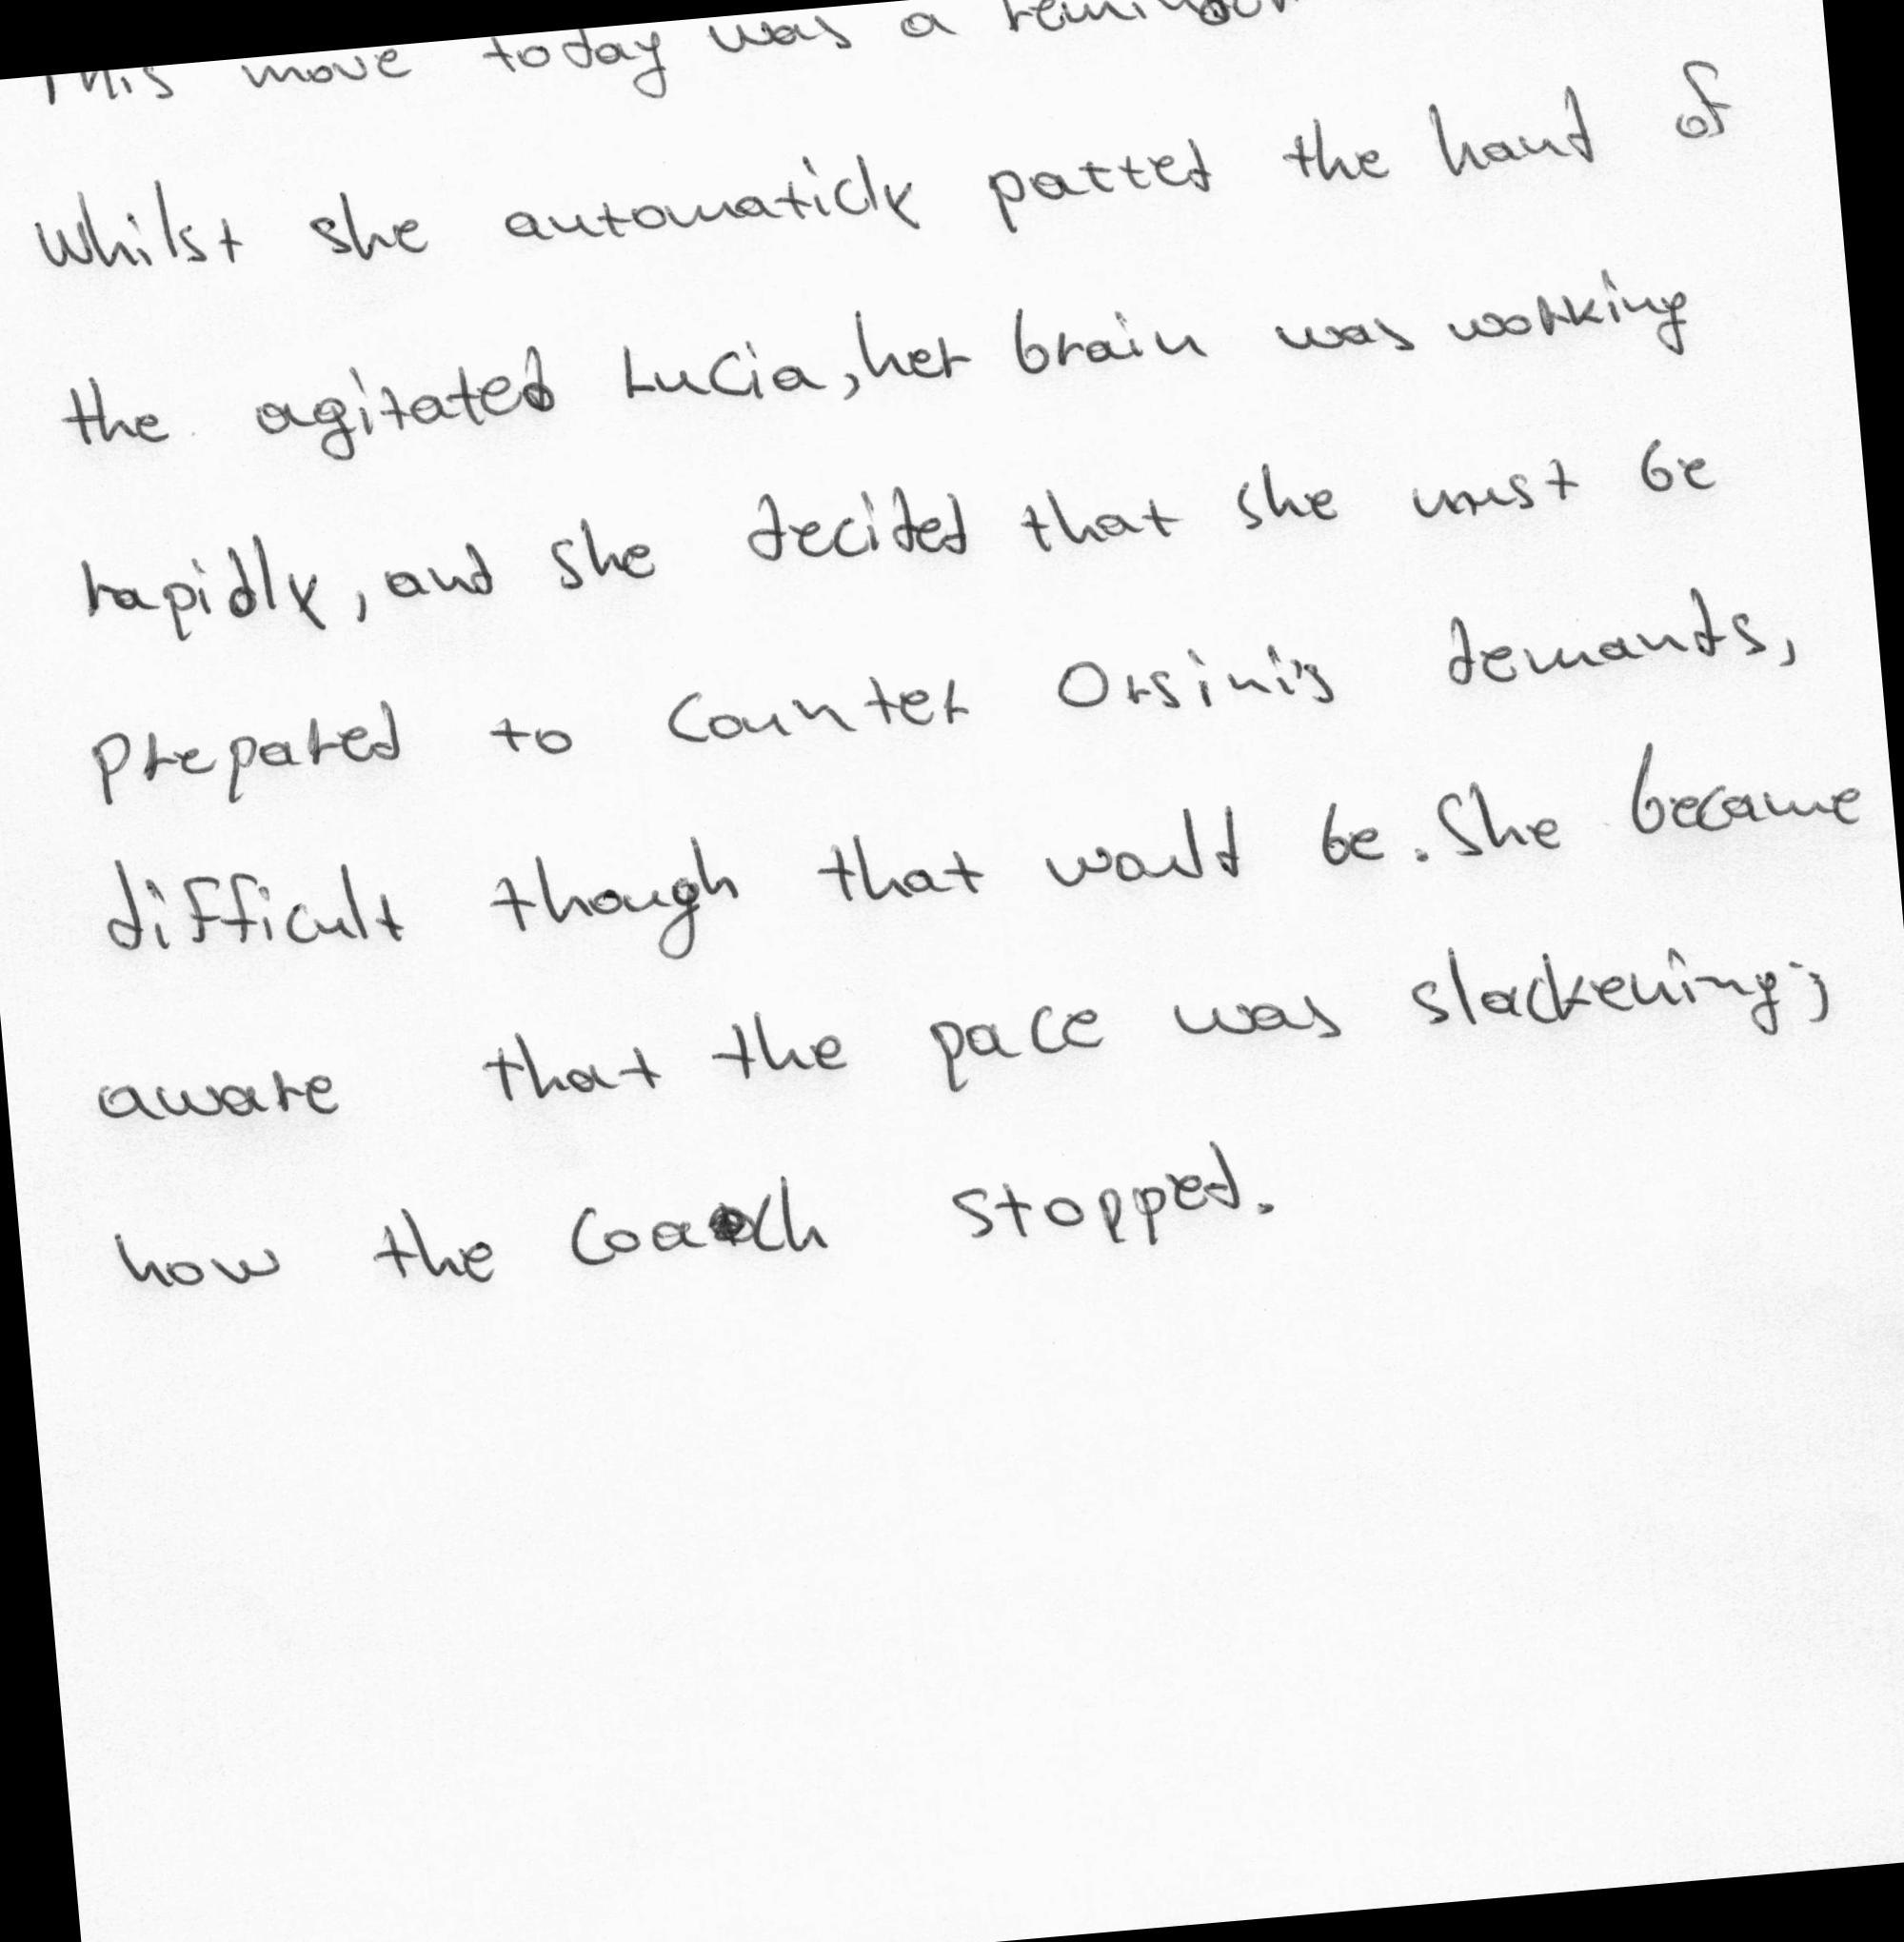 This move today was a reminder
Whilst she automaticly patted the hand of
the agitated Lucia, her brain was working
rapidly, and she decided that she must be
prepared to counter Orsini's demands,
difficult though that would be. She became
aware that the pace was slackening;
now the coach stopped.